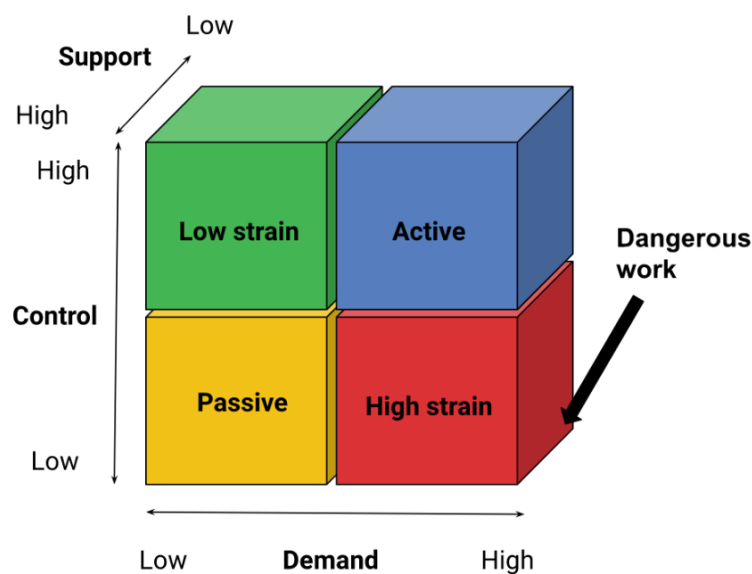 Low
Support
High
High
Low strain
Active
Dangerous
work
Control
Passive
High strain
Low
Low
Demand
High